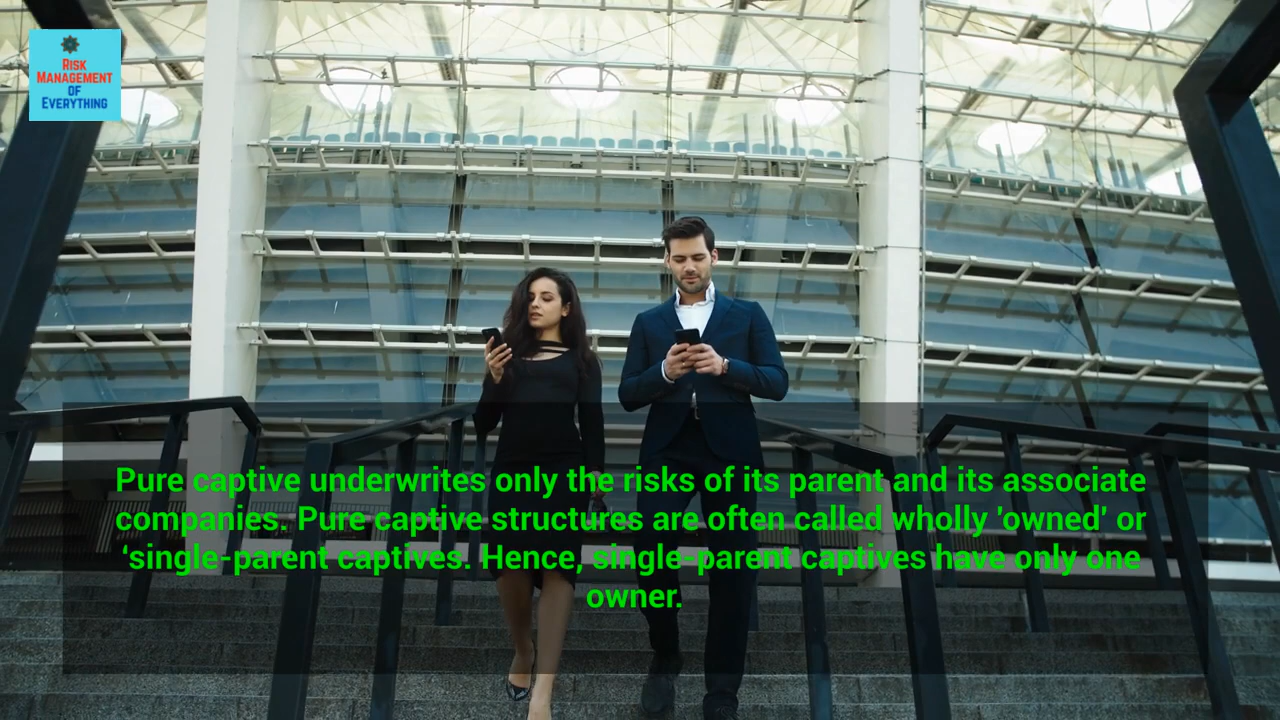 RISK
MANAGEMENT
OF
EVERYTHING
Pure captive underwrites only the risks of its parent and its associate
companies. Pure captive structures are often called wholly 'owned' or
‘single-parent captives. Hence, single-parent captives have only one
owner.